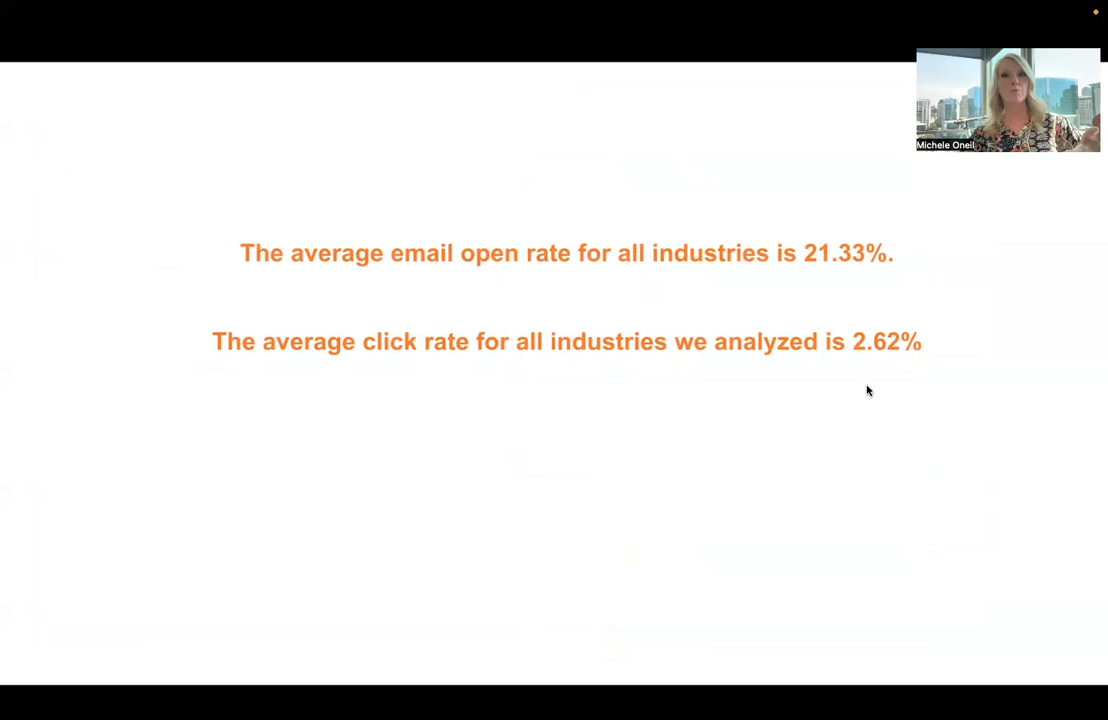 Michele Oneil
The average email open rate for all industries is 21.33%.
The average click rate for all industries we analyzed is 2.62%